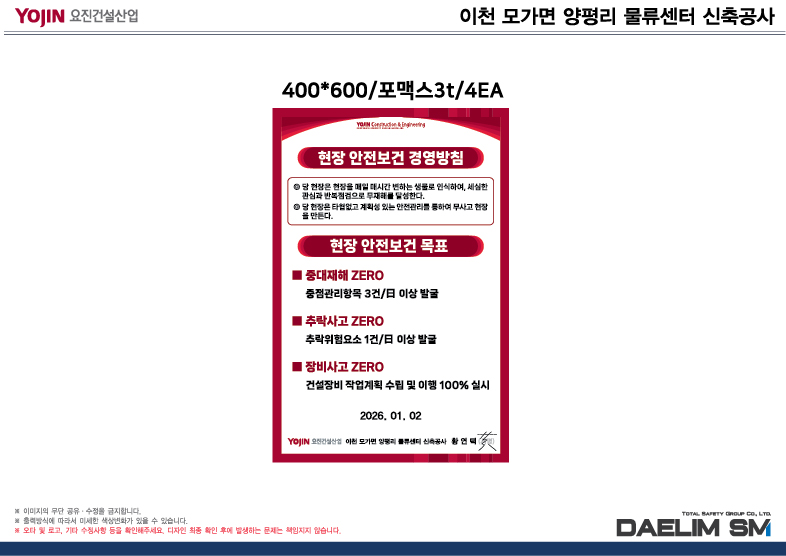 YOJIN 요진건설산업
이천 모가면 양평리 물류센터 신축공사
400*600/포맥스3t/4EA
YOJIN Construction & Engineering
현장 안전보건 경영방침
◎ 당 현장은 현장을 매일 매시간 변하는 생물로 인식하여, 세심한
관심과 반복점검으로 무재해를 달성한다.
◎ 당 현장은 타협없고 계획성 있는 안전관리를 통하여 무사고 현장
을 만든다.
현장 안전보건 목표
■ 중대재해 ZERO
중점관리항목 3건/日 이상 발굴
■ 추락사고 ZERO
추락위험요소 1건/日 이상 발굴
■ 장비사고 ZERO
건설장비 작업계획 수립 및 이행 100% 실시
2026. 01. 02
YOJIN 요진건설산업 이천 모가면 양평리 물류센터 신축공사 황 연 택
※ 이미지의 무단 공유 · 수정을 금지합니다.
※ 출력방식에 따라서 미세한 색상변화가 있을 수 있습니다.
※ 오타 및 로고, 기타 수정사항 등을 확인해주세요. 디자인 최종 확인 후에 발생하는 문제는 책임지지 않습니다.
TOTAL SAFETY GROUP CO., LTD.
DAELIM SM